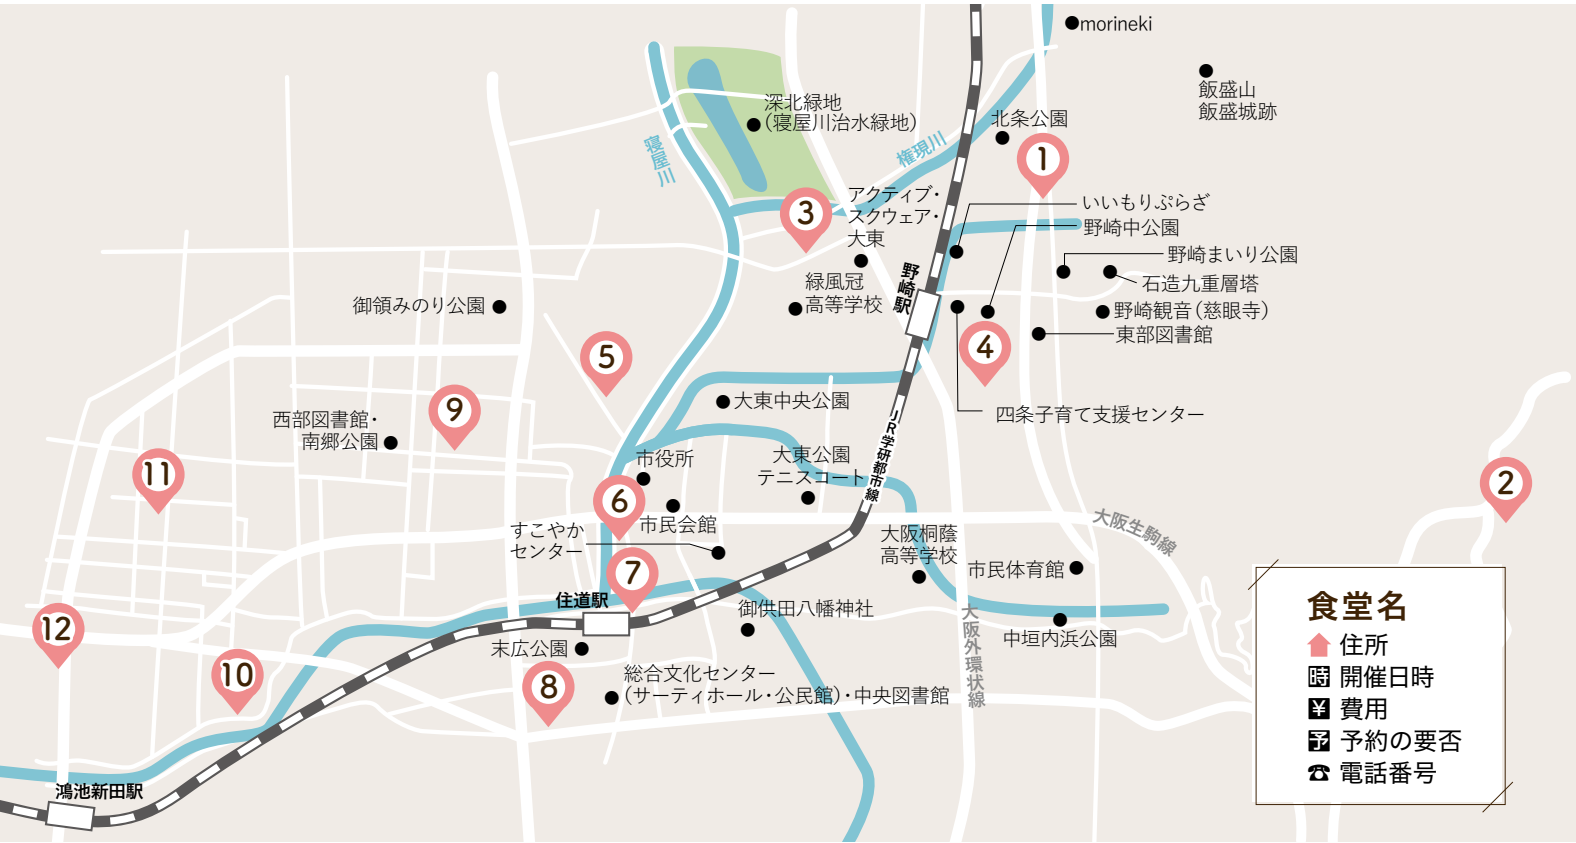 morineki
飯盛山
飯盛城跡
深北緑地
(寝屋川治水緑地)
北条公園
寝屋川
権現川
1
アクティブ・
スクウェア・
大東
3
いいもりぷらざ
野崎中公園
野崎まいり公園
石造九重層塔
野崎観音(慈眼寺)
東部図書館
野崎駅
緑風冠
高等学校
御領みのり公園
4
5
四条子育て支援センター
大東中央公園
JR学研都市線
9
西部図書館・
南郷公園
11
市役所
大東公園
テニスコート
2
6
市民会館
すこやか
センター
大阪桐蔭
高等学校
大阪生駒線
市民体育館
7
住道駅
御供田八幡神社
中垣内浜公園
大阪外環状線
12
10
末広公園
8
総合文化センター
(サーティホール・公民館)・中央図書館
鴻池新田駅
食堂名
住所
時 開催日時
¥ 費用
予 予約の要否
☎ 電話番号